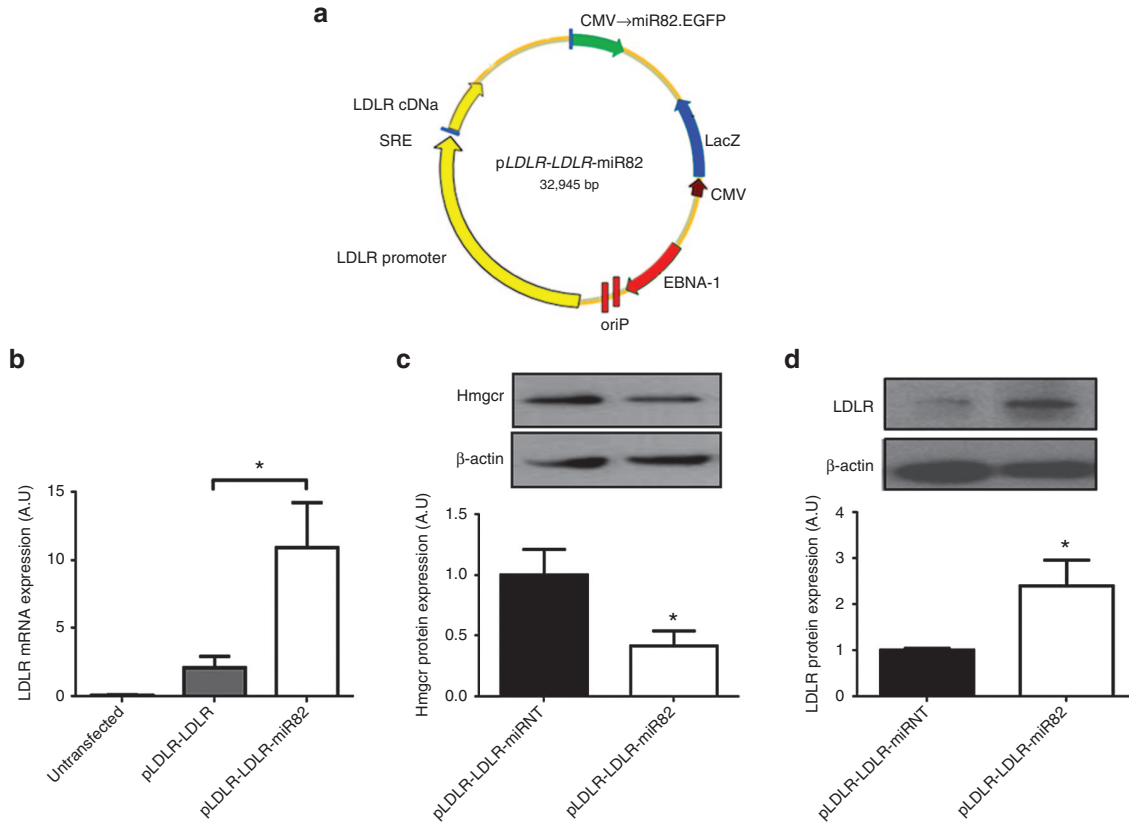 a
CMV→miR82.EGFP
LDLR cDNa
SRE
LacZ
pLDLR-LDLR-miR82
32,945 bp
CMV
LDLR promoter
EBNA-1
oriP
b
LDLR mRNA expression (A.U)
15
10
5
0
*
Untransfected
pLDLR-LDLR
pLDLR-LDLR-miR82
c
Hmgcr
β-actin
Hmgcr protein expression (A.U)
1.5
1.0
0.5
0.0
*
pLDLR-LDLR-miRNT
pLDLR-LDLR-miR82
d
LDLR
β-actin
LDLR protein expression (A.U)
4
3
2
1
0
*
pLDLR-LDLR-miRNT
pLDLR-LDLR-miR82